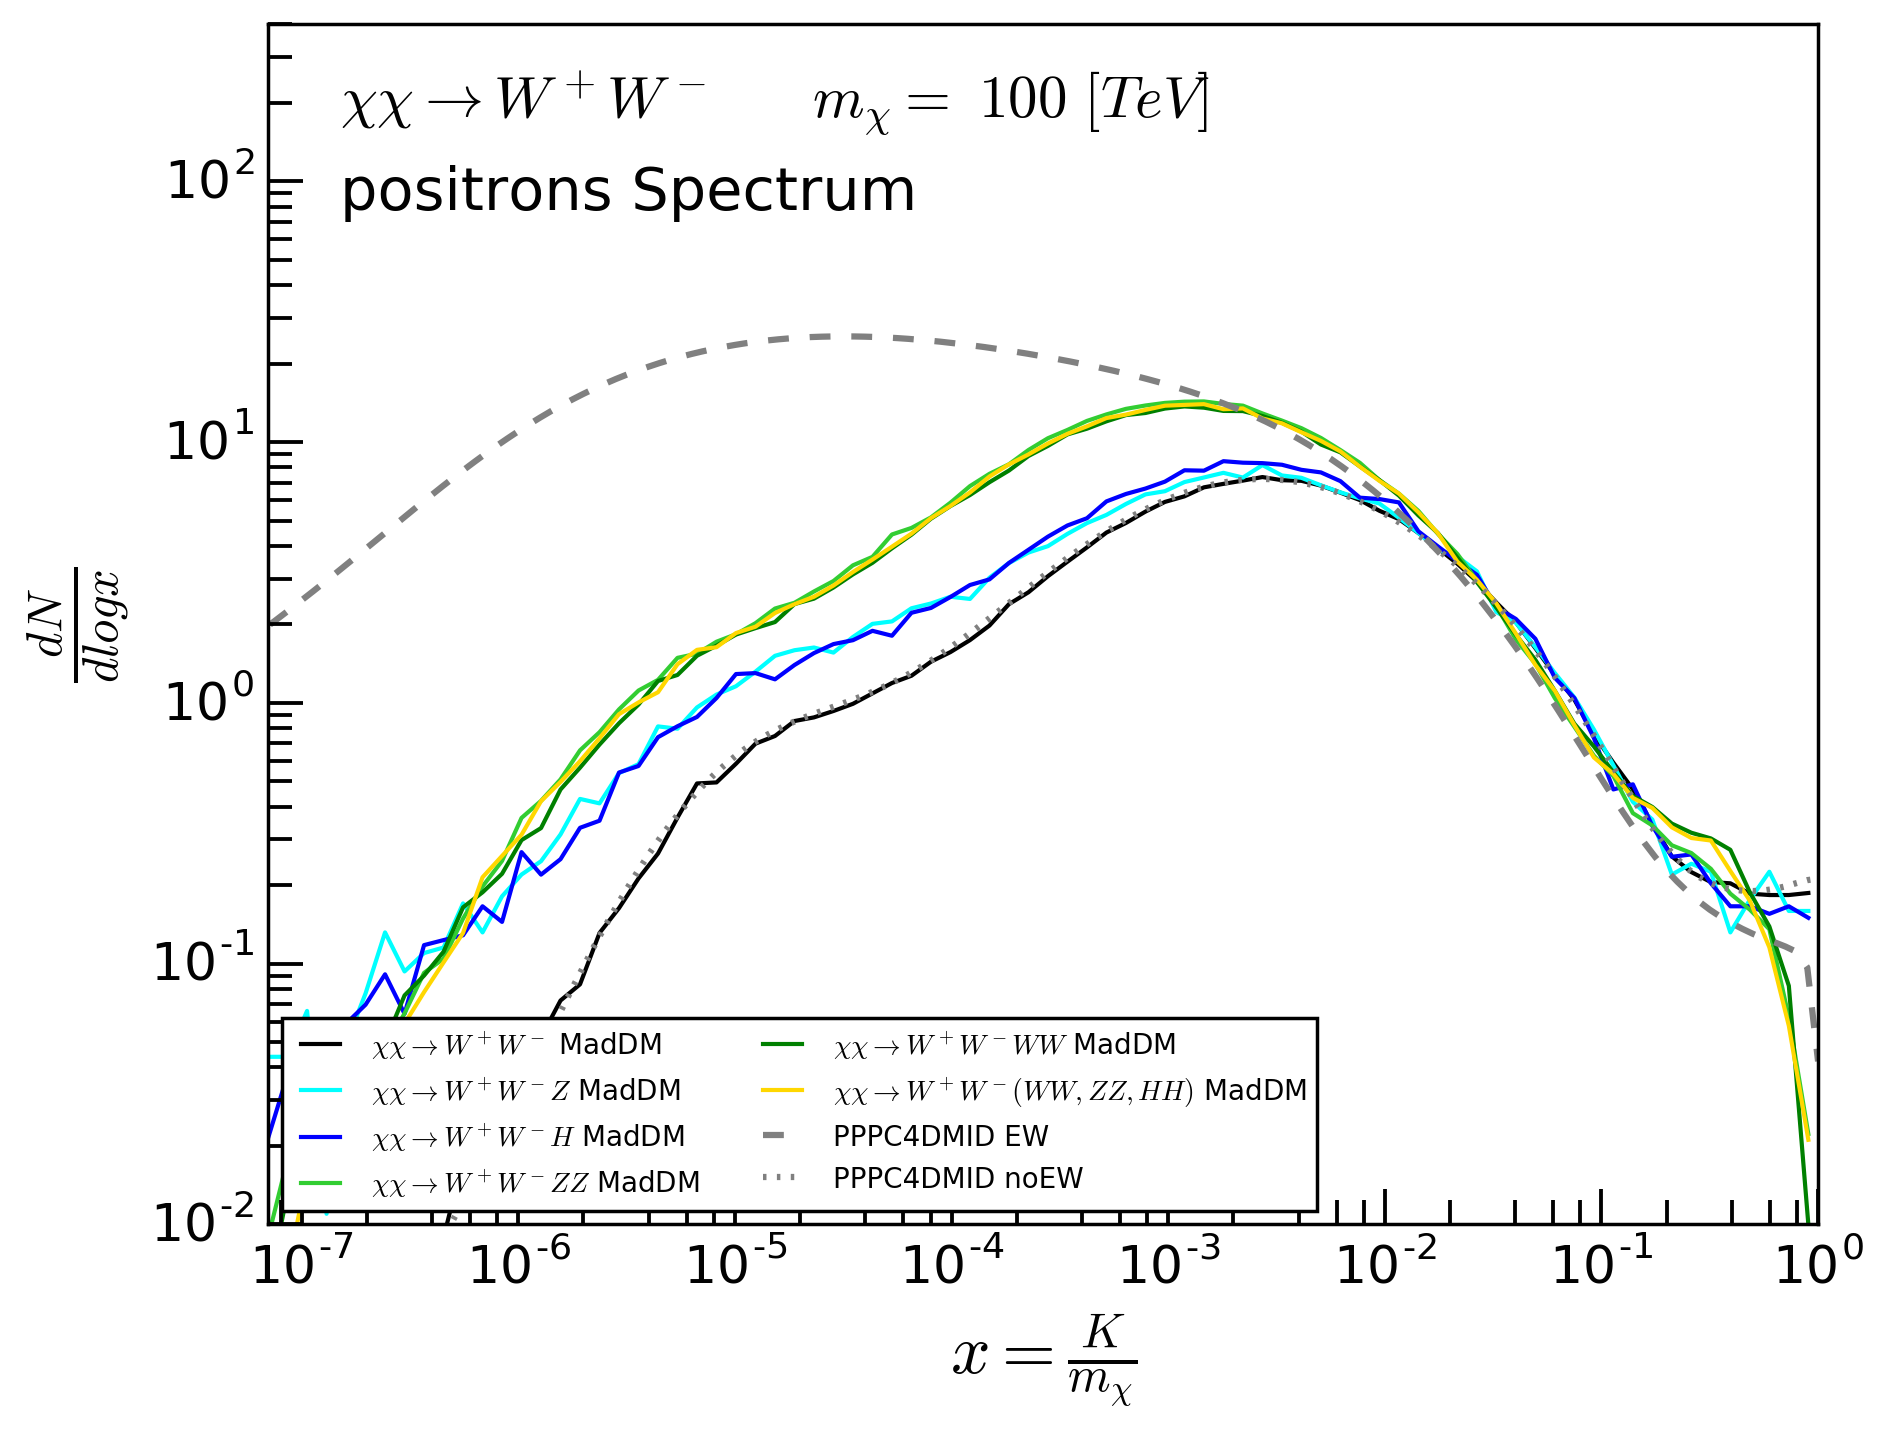 χχ → W⁺W⁻ m_χ = 100 [TeV]
positrons Spectrum
10²
10¹
10⁰
10⁻¹
10⁻²
dN/dlogx
χχ → W⁺W⁻ MadDM
χχ → W⁺W⁻Z MadDM
χχ → W⁺W⁻H MadDM
χχ → W⁺W⁻ZZ MadDM
χχ → W⁺W⁻WW MadDM
χχ → W⁺W⁻(WW, ZZ, HH) MadDM
PPPC4DMID EW
PPPC4DMID noEW
10⁻⁷ 10⁻⁶ 10⁻⁵ 10⁻⁴ 10⁻³ 10⁻² 10⁻¹ 10⁰
x = K/m_χ